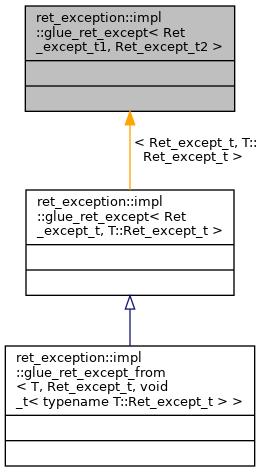 ret_exception::impl
::glue_ret_except< Ret
_except_t1, Ret_except_t2 >
< Ret_except_t, T::
Ret_except_t >
ret_exception::impl
::glue_ret_except< Ret
_except_t, T::Ret_except_t >
ret_exception::impl
::glue_ret_except_from
< T, Ret_except_t, void
_t< typename T::Ret_except_t > >